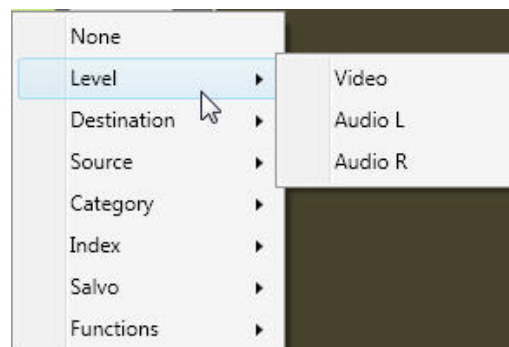 None
Level
Video
Destination
Audio L
Source
Audio R
Category
Index
Salvo
Functions